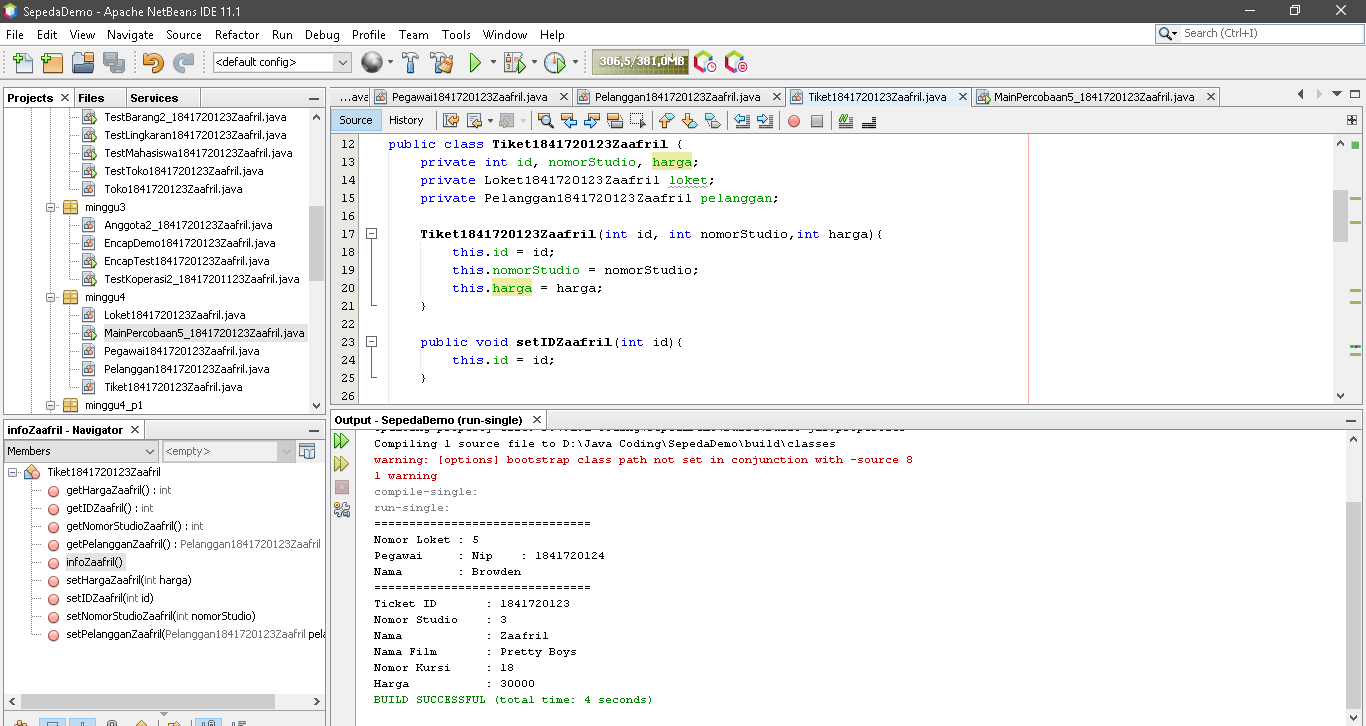 SepedaDemo - Apache NetBeans IDE 11.1
File Edit View Navigate Source Refactor Run Debug Profile Team Tools Window Help
Search (Ctrl+I)
<default config>
306,5/381,0MB
Projects Files Services
TestBarang2_1841720123Zaafril.java
TestLingkaran1841720123Zaafril.java
TestMahasiswa1841720123Zaafril.java
TestToko1841720123Zaafril.java
Toko1841720123Zaafril.java
minggu3
Anggota2_1841720123Zaafril.java
EncapDemo1841720123Zaafril.java
EncapTest1841720123Zaafril.java
TestKoperasi2_18417201123Zaafril.java
minggu4
Loket1841720123Zaafril.java
MainPercobaan5_1841720123Zaafril.java
Pegawai1841720123Zaafril.java
Pelanggan1841720123Zaafril.java
Tiket1841720123Zaafril.java
minggu4_p1
...ava Pegawai1841720123Zaafril.java Pelanggan1841720123Zaafril.java Tiket1841720123Zaafril.java MainPercobaan5_1841720123Zaafril.java
Source History
12 public class Tiket1841720123Zaafril {
13 private int id, nomorStudio, harga;
14 private Loket1841720123Zaafril loket;
15 private Pelanggan1841720123Zaafril pelanggan;
16
17 Tiket1841720123Zaafril(int id, int nomorStudio,int harga){
18 this.id = id;
19 this.nomorStudio = nomorStudio;
20 this.harga = harga;
21 }
22
23 public void setIDZaafril(int id){
24 this.id = id;
25 }
26
infoZaafril - Navigator
Members <empty>
Tiket1841720123Zaafril
getHargaZaafril() : int
getIDZaafril() : int
getNomorStudioZaafril() : int
getPelangganZaafril() : Pelanggan1841720123Zaafril
infoZaafril()
setHargaZaafril(int harga)
setIDZaafril(int id)
setNomorStudioZaafril(int nomorStudio)
setPelangganZaafril(Pelanggan1841720123Zaafril pela
Output - SepedaDemo (run-single)
Compiling 1 source file to D:\Java Coding\SepedaDemo\build\classes
warning: [options] bootstrap class path not set in conjunction with -source 8
1 warning
compile-single:
run-single:
===============================
Nomor Loket : 5
Pegawai : Nip : 1841720124
Nama : Browden
===============================
Ticket ID : 1841720123
Nomor Studio : 3
Nama : Zaafril
Nama Film : Pretty Boys
Nomor Kursi : 18
Harga : 30000
BUILD SUCCESSFUL (total time: 4 seconds)